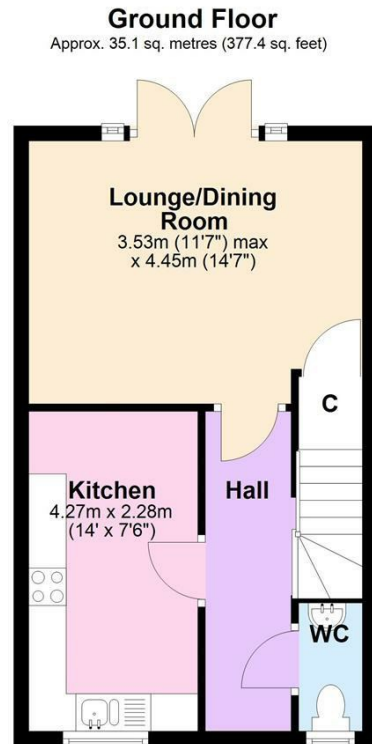 Ground Floor
Approx. 35.1 sq. metres (377.4 sq. feet)
Lounge/Dining
Room
3.53m (11'7") max
x 4.45m (14'7")
C
Kitchen
4.27m x 2.28m
(14' x 7'6")
Hall
WC